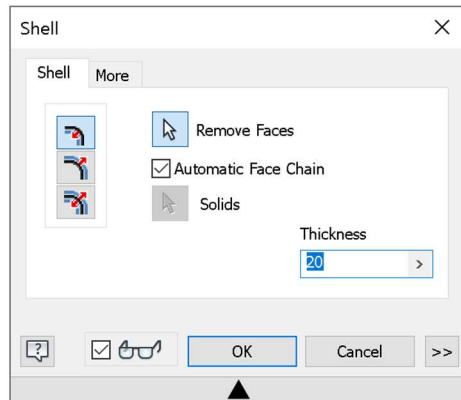 Shell
Shell More
Remove Faces
Automatic Face Chain
Solids
Thickness
20 >
? OK Cancel >>